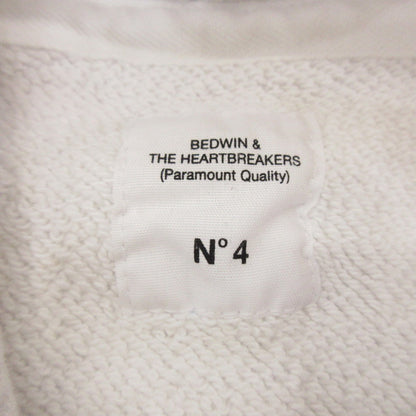 BEDWIN &
THE HEARTBREAKERS
(Paramount Quality)
N° 4